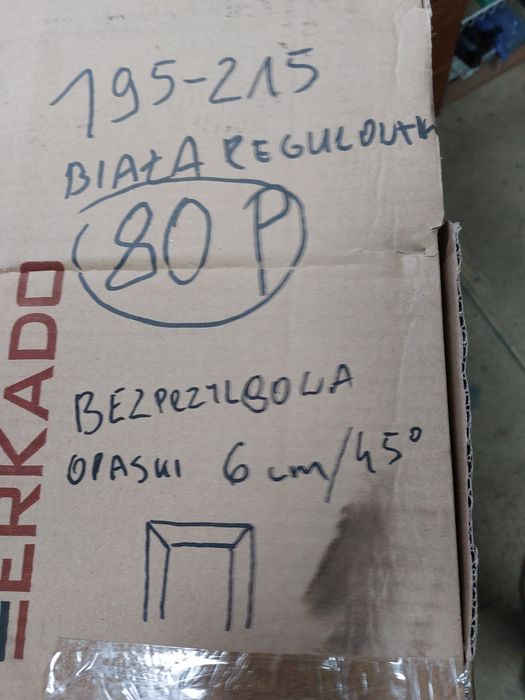 195-215
BIAŁA REGULOWAN
80 P
BEZPRZYLGOWA
OPASKI 6 cm/45°
ERKADO